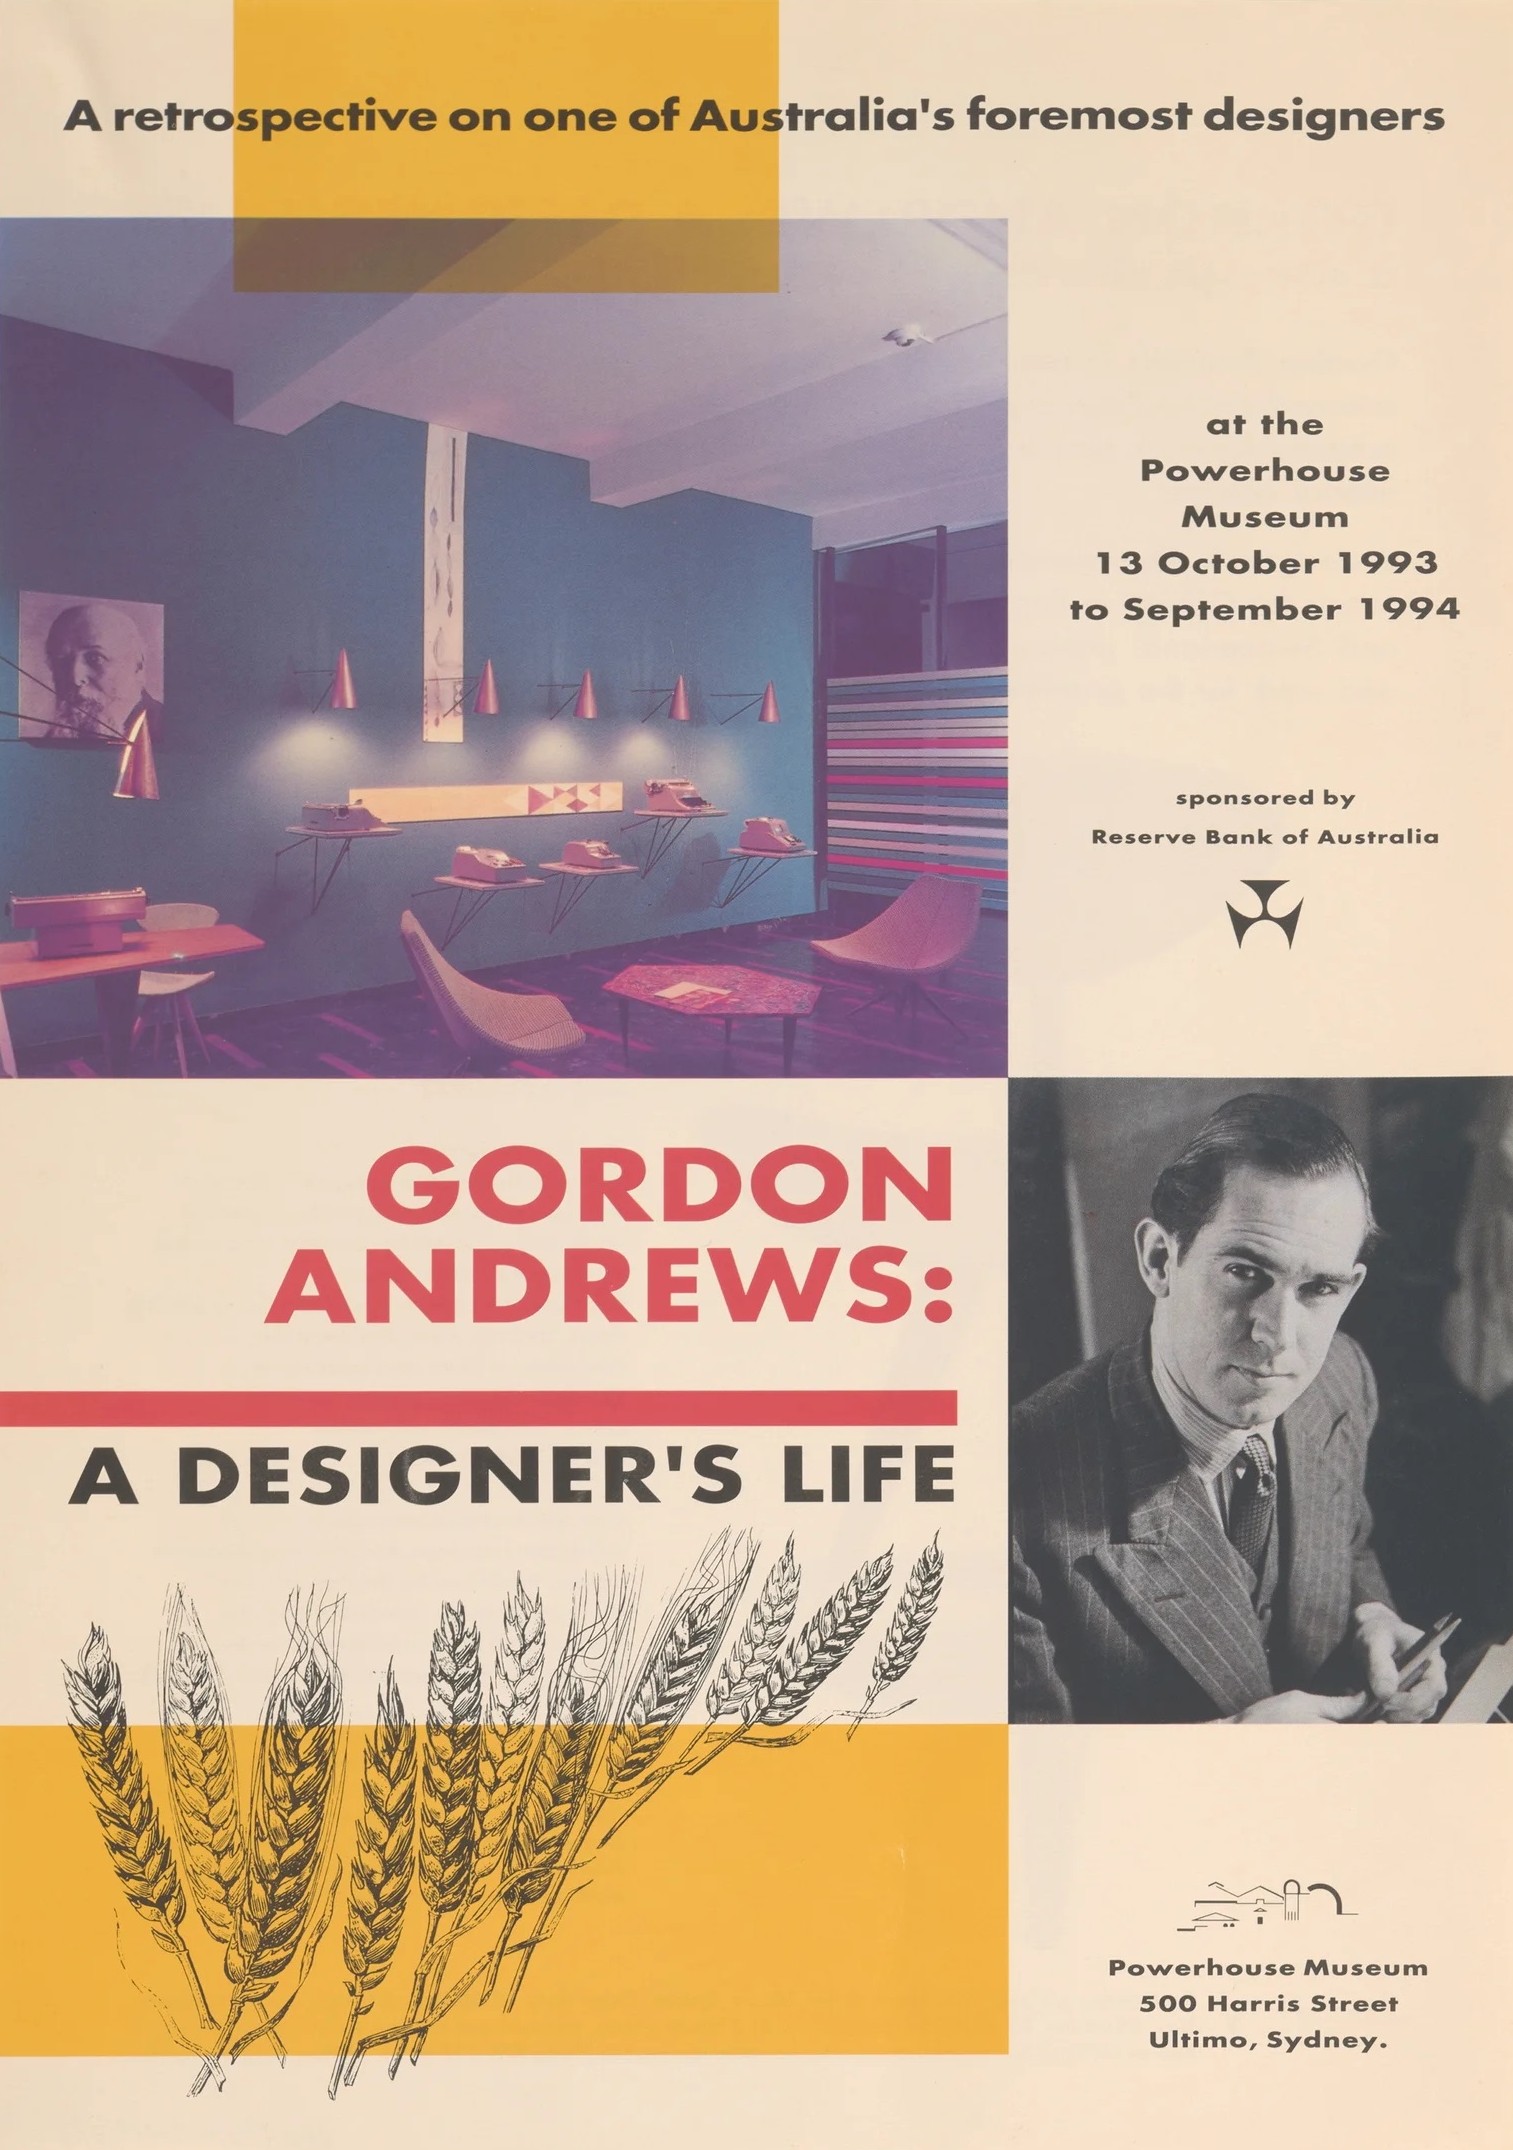 A retrospective on one of Australia's foremost designers
at the
Powerhouse
Museum
13 October 1993
to September 1994
sponsored by
Reserve Bank of Australia
GORDON
ANDREWS:
A DESIGNER'S LIFE
Powerhouse Museum
500 Harris Street
Ultimo, Sydney.